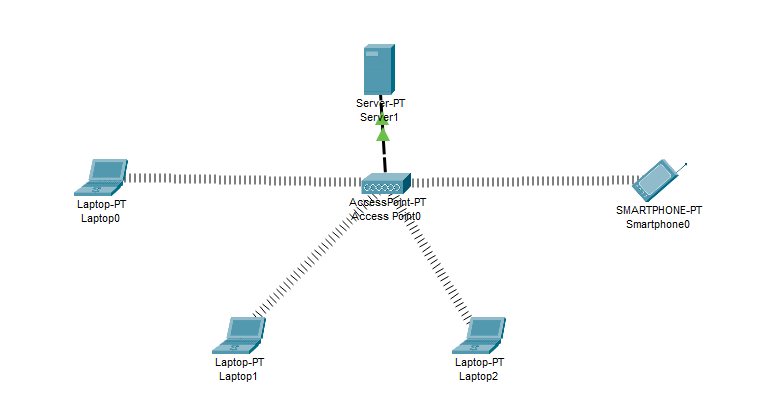 Server-PT
Server1
Laptop-PT
Laptop0
AccessPoint-PT
Access Point0
SMARTPHONE-PT
Smartphone0
Laptop-PT
Laptop1
Laptop-PT
Laptop2